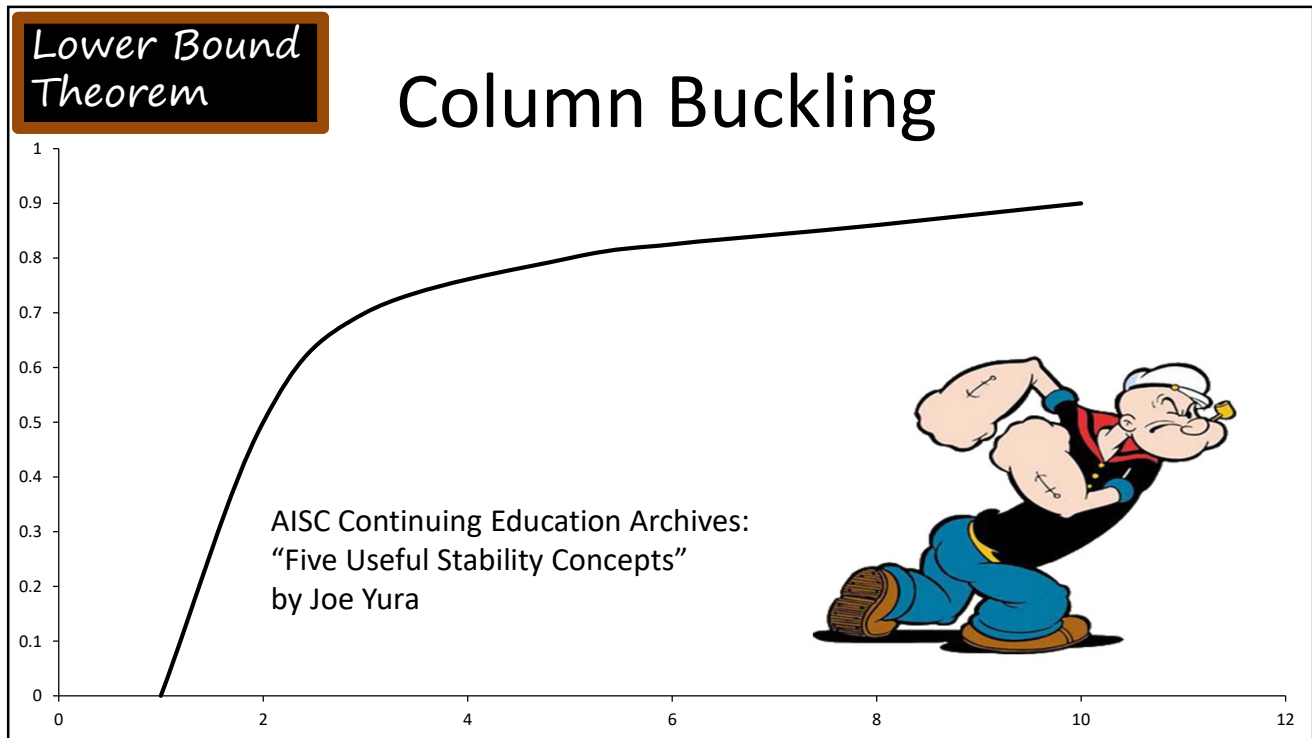 Lower Bound
Theorem
Column Buckling
1
0.9
0.8
0.7
0.6
0.5
0.4
0.3
0.2
0.1
0
AISC Continuing Education Archives:
“Five Useful Stability Concepts”
by Joe Yura
0 2 4 6 8 10 12